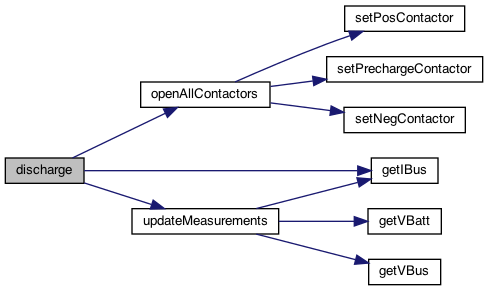 discharge
openAllContactors
updateMeasurements
setPosContactor
setPrechargeContactor
setNegContactor
getIBus
getVBatt
getVBus